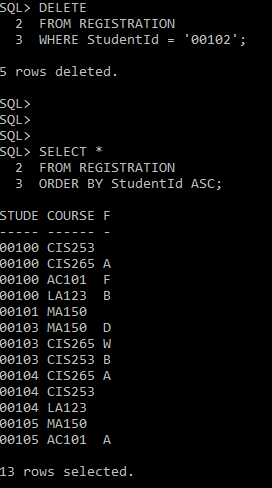 SQL> DELETE
  2  FROM REGISTRATION
  3  WHERE StudentId = '00102';

5 rows deleted.

SQL>
SQL>
SQL>
SQL> SELECT *
  2  FROM REGISTRATION
  3  ORDER BY StudentId ASC;

STUDE COURSE F
----- ------ -
00100 CIS253
00100 CIS265 A
00100 AC101  F
00100 LA123  B
00101 MA150
00103 MA150  D
00103 CIS265 W
00103 CIS253 B
00104 CIS265 A
00104 CIS253
00104 LA123
00105 MA150
00105 AC101  A

13 rows selected.